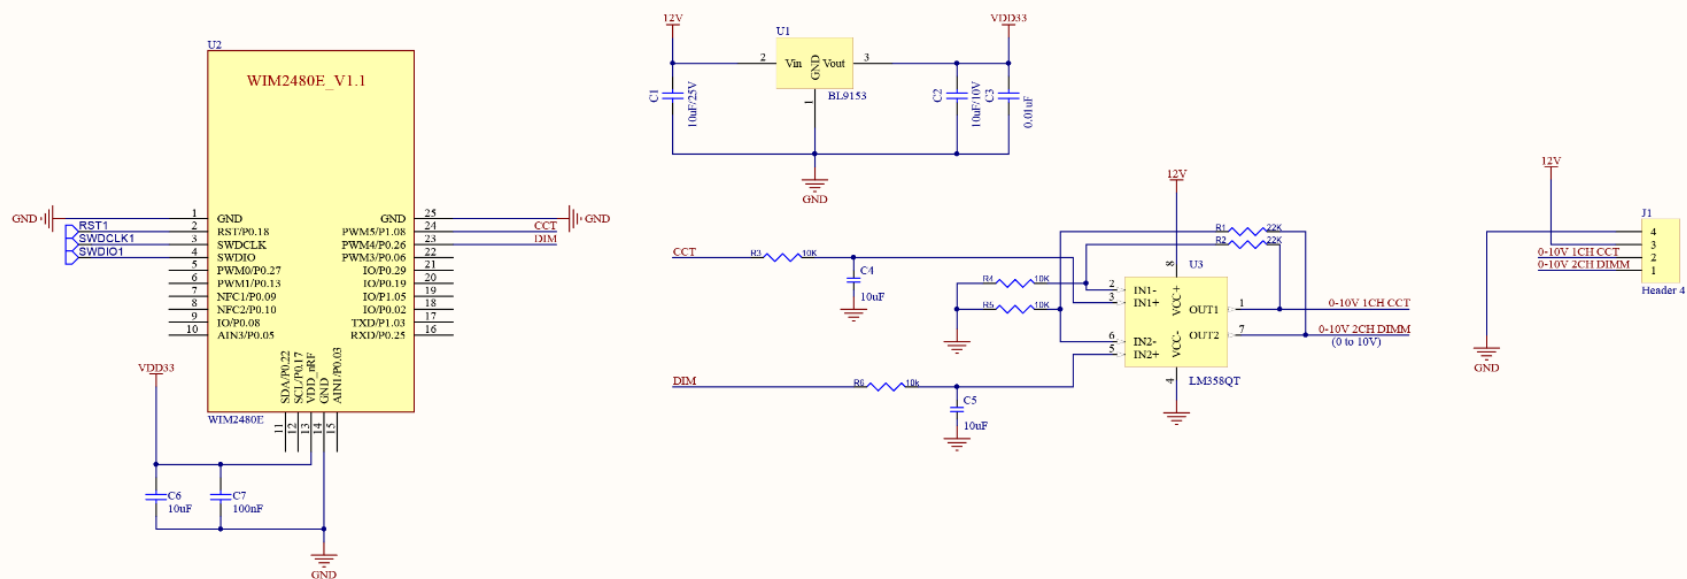 U2
WIM2480E_V1.1
GND
1
GND
RST1
2
RST/P0.18
SWDCLK1
3
SWDCLK
SWDIO1
4
SWDIO
5
PWM0/P0.27
6
PWM1/P0.13
7
NFC1/P0.09
8
NFC2/P0.10
9
IO/P0.08
10
AIN3/P0.05
GND
25
GND
PWM5/P1.08
24
CCT
PWM4/P0.26
23
DIM
PWM3/P0.06
22
IO/P0.29
21
IO/P0.19
20
IO/P1.05
19
IO/P0.02
18
TXD/P1.03
17
RXD/P0.25
16
SDA/P0.22
SCL/P0.17
VDD_nRF
GND
AIN1/P0.03
11
12
13
14
15
WIM2480E
VDD33
C6
10uF
C7
100nF
GND
12V
U1
VDD33
2
Vin
GND
Vout
3
1
BL9153
C1
10uF/25V
C2
10uF/10V
C3
0.01uF
GND
12V
R1
22K
R2
22K
CCT
R3
10K
C4
10uF
R4
10K
R5
10K
8
U3
2
IN1-
3
IN1+
VCC+
OUT1
1
0-10V 1CH CCT
6
IN2-
5
IN2+
VCC-
OUT2
7
0-10V 2CH DIMM
(0 to 10V)
4
LM358QT
DIM
R6
10k
C5
10uF
12V
J1
4
3
0-10V 1CH CCT
2
0-10V 2CH DIMM
1
Header 4
GND